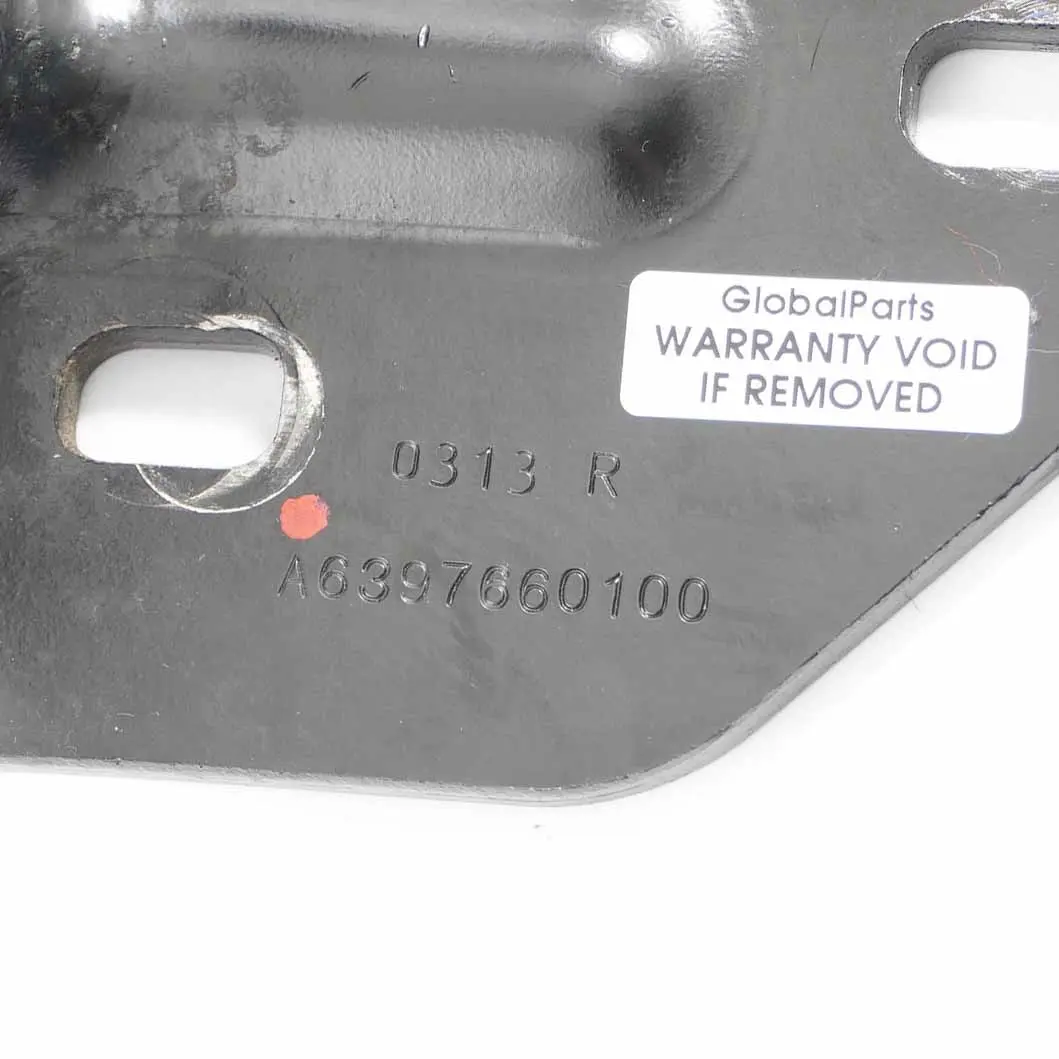 GlobalParts
WARRANTY VOID
IF REMOVED
0313 R
A6397660100